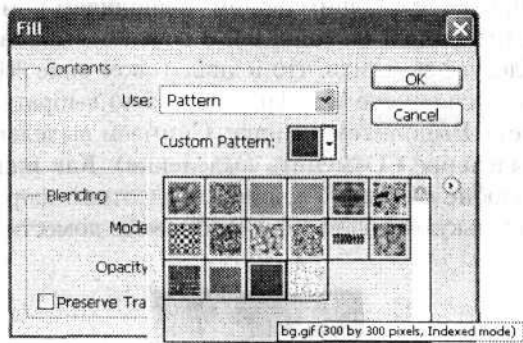 Fill
Contents
Use: Pattern
OK
Cancel
Custom Pattern:
Blending
Mode
Opacity
Preserve Tra
bg.gif (300 by 300 pixels, Indexed mode)